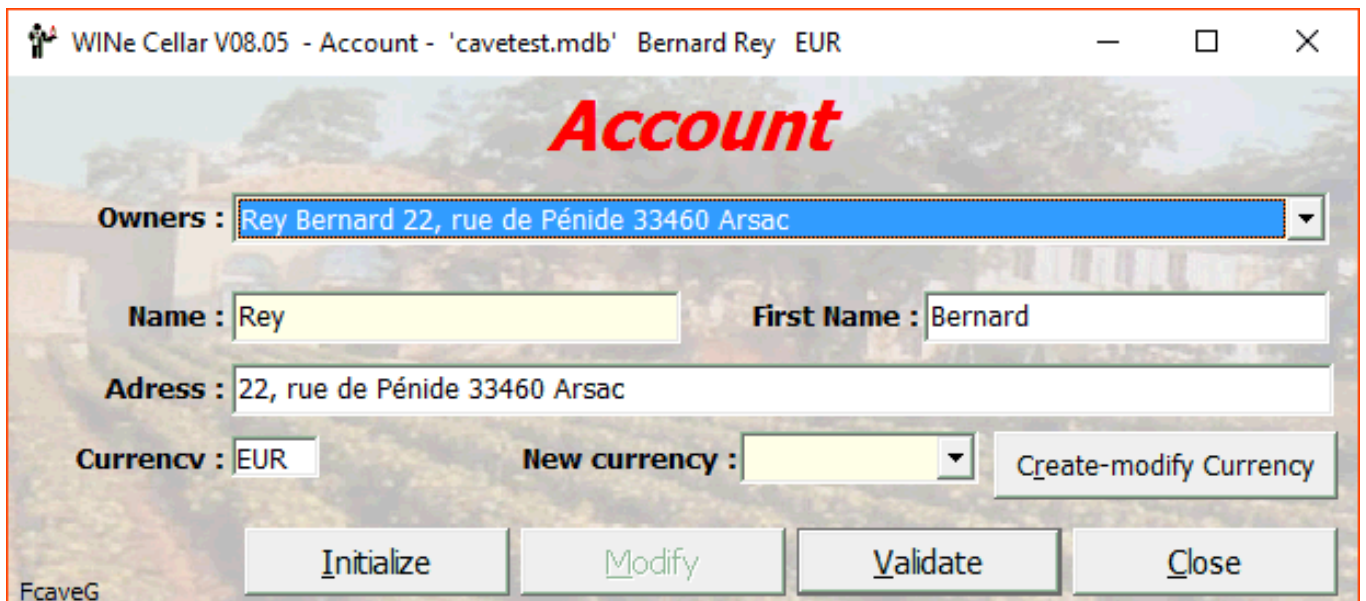 WINe Cellar V08.05 - Account - 'cavetest.mdb' Bernard Rey EUR
Account
Owners : Rey Bernard 22, rue de Pénide 33460 Arsac
Name : Rey First Name : Bernard
Adress : 22, rue de Pénide 33460 Arsac
Currency : EUR New currency : Create-modify Currency
Initialize Modify Validate Close
FcaveG